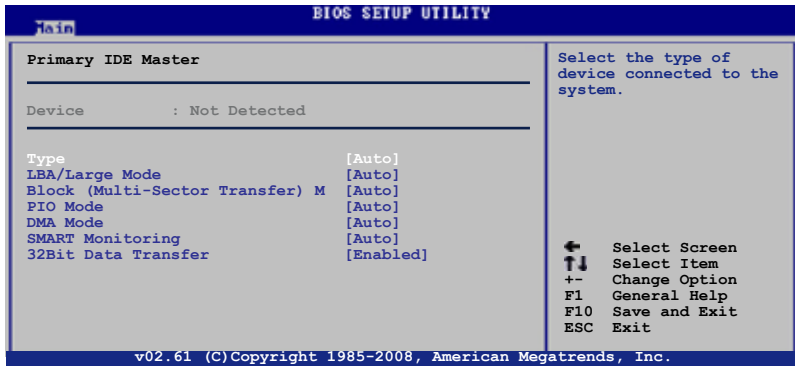 BIOS SETUP UTILITY
Main
Primary IDE Master
Device : Not Detected
Type [Auto]
LBA/Large Mode [Auto]
Block (Multi-Sector Transfer) M [Auto]
PIO Mode [Auto]
DMA Mode [Auto]
SMART Monitoring [Auto]
32Bit Data Transfer [Enabled]
Select the type of
device connected to the
system.
← Select Screen
↑↓ Select Item
+- Change Option
F1 General Help
F10 Save and Exit
ESC Exit
v02.61 (C)Copyright 1985-2008, American Megatrends, Inc.